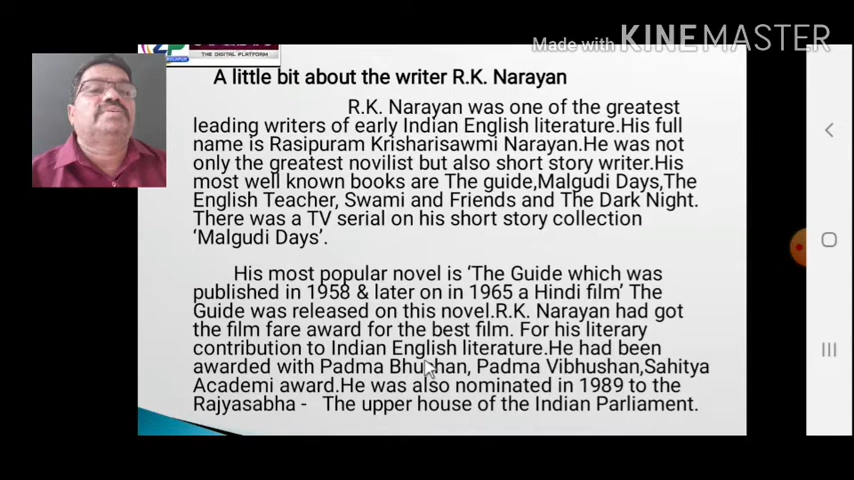 Made with KINEMASTER
THE DIGITAL PLATFORM
A little bit about the writer R.K. Narayan
R.K. Narayan was one of the greatest
leading writers of early Indian English literature.His full
name is Rasipuram Krisharisawmi Narayan.He was not
only the greatest novilist but also short story writer.His
most well known books are The guide,Malgudi Days,The
English Teacher, Swami and Friends and The Dark Night.
There was a TV serial on his short story collection
‘Malgudi Days’.
His most popular novel is ‘The Guide which was
published in 1958 & later on in 1965 a Hindi film’ The
Guide was released on this novel.R.K. Narayan had got
the film fare award for the best film. For his literary
contribution to Indian English literature.He had been
awarded with Padma Bhushan, Padma Vibhushan,Sahitya
Academi award.He was also nominated in 1989 to the
Rajyasabha - The upper house of the Indian Parliament.